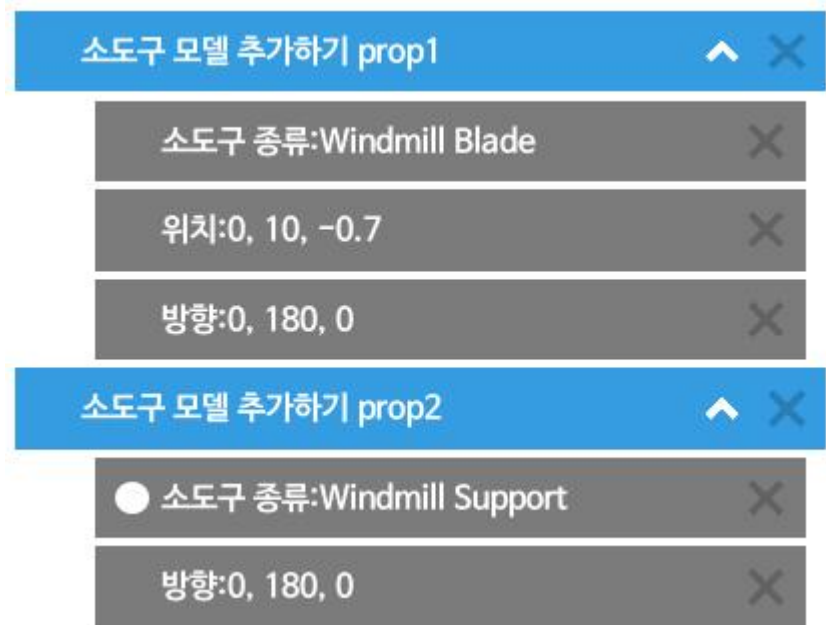 소도구 모델 추가하기 prop1
소도구 종류:Windmill Blade
위치:0, 10, -0.7
방향:0, 180, 0
소도구 모델 추가하기 prop2
소도구 종류:Windmill Support
방향:0, 180, 0